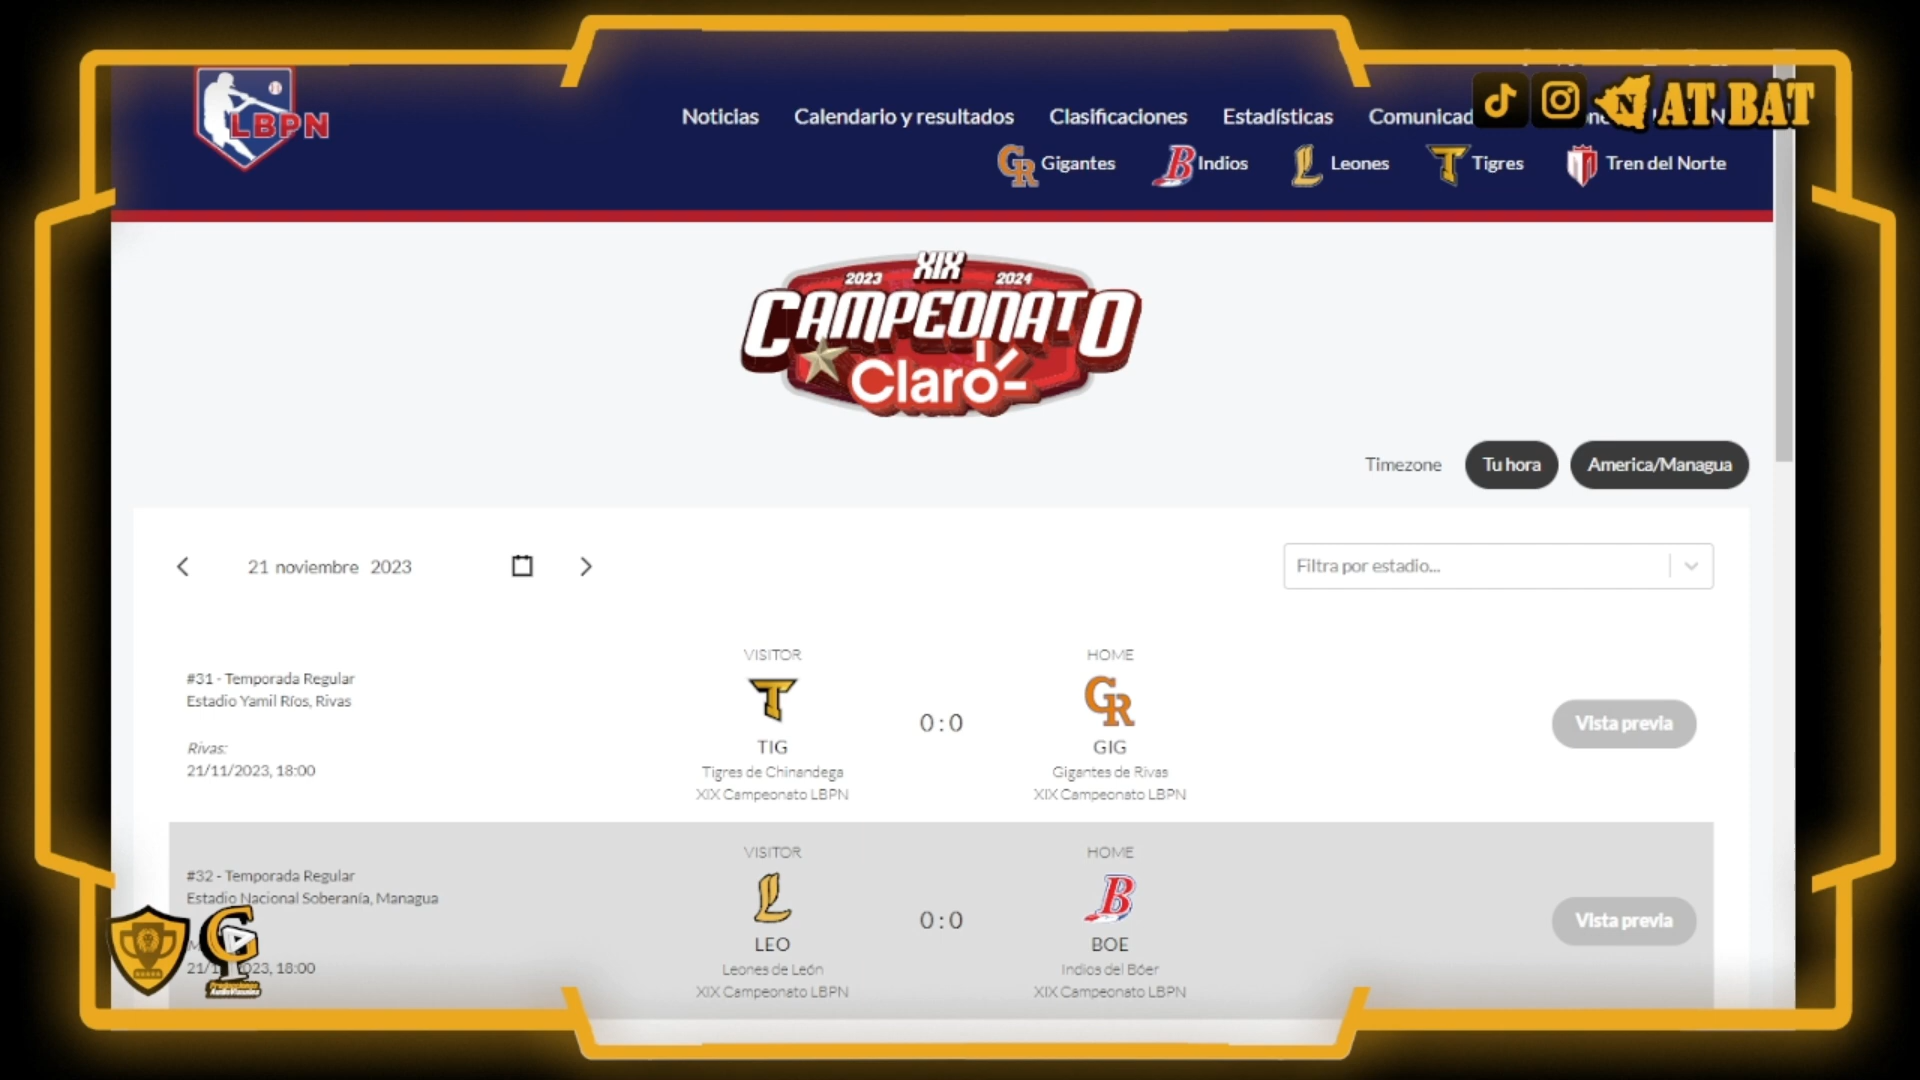 LBPN
Noticias
Calendario y resultados
Clasificaciones
Estadísticas
N AT BAT
Gigantes
Indios
Leones
Tigres
Tren del Norte
2023 XIX 2024
CAMPEONATO
Claro
Timezone
Tu hora
America/Managua
21 noviembre 2023
Filtra por estadio...
VISITOR
HOME
#31 - Temporada Regular
Estadio Yamil Ríos, Rivas
Rivas:
21/11/2023, 18:00
TIG
Tigres de Chinandega
XIX Campeonato LBPN
0 : 0
GIG
Gigantes de Rivas
XIX Campeonato LBPN
Vista previa
VISITOR
HOME
#32 - Temporada Regular
Estadio Nacional Soberanía, Managua
18:00
LEO
Leones de León
XIX Campeonato LBPN
0 : 0
BOE
Indios del Bóer
XIX Campeonato LBPN
Vista previa